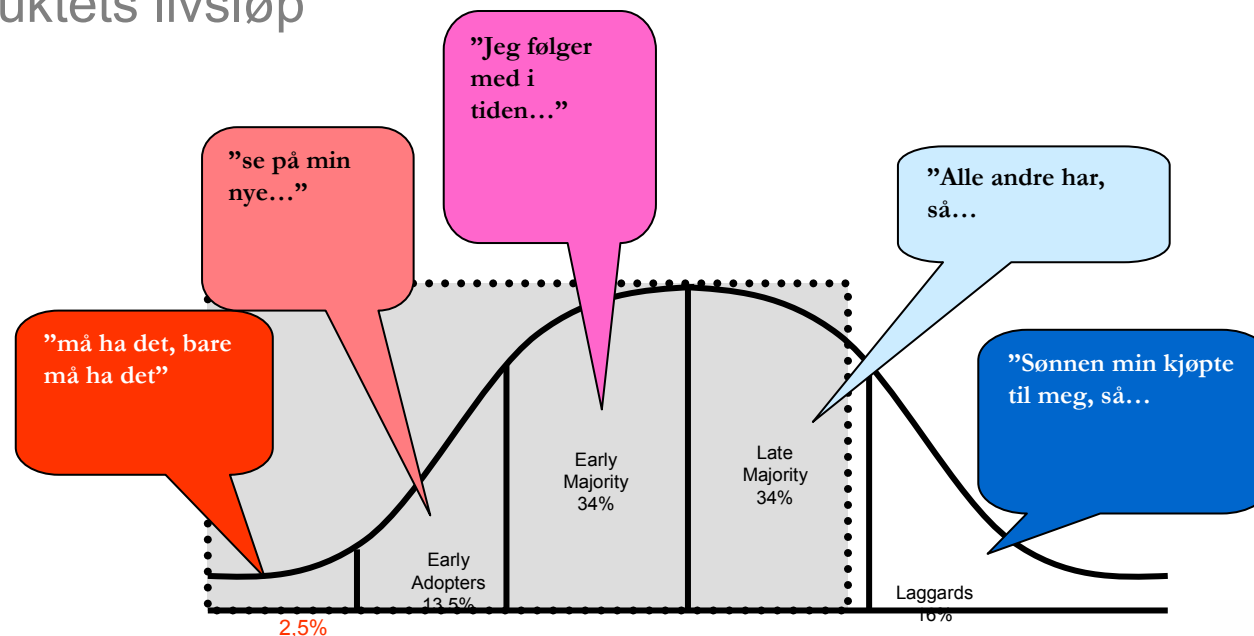 uktets livsløp
”Jeg følger
med i
tiden…”
”se på min
nye…”
”Alle andre har,
så…
”må ha det, bare
må ha det”
”Sønnen min kjøpte
til meg, så…
Early
Majority
34%
Late
Majority
34%
Early
Adopters
13.5%
Laggards
16%
2.5%